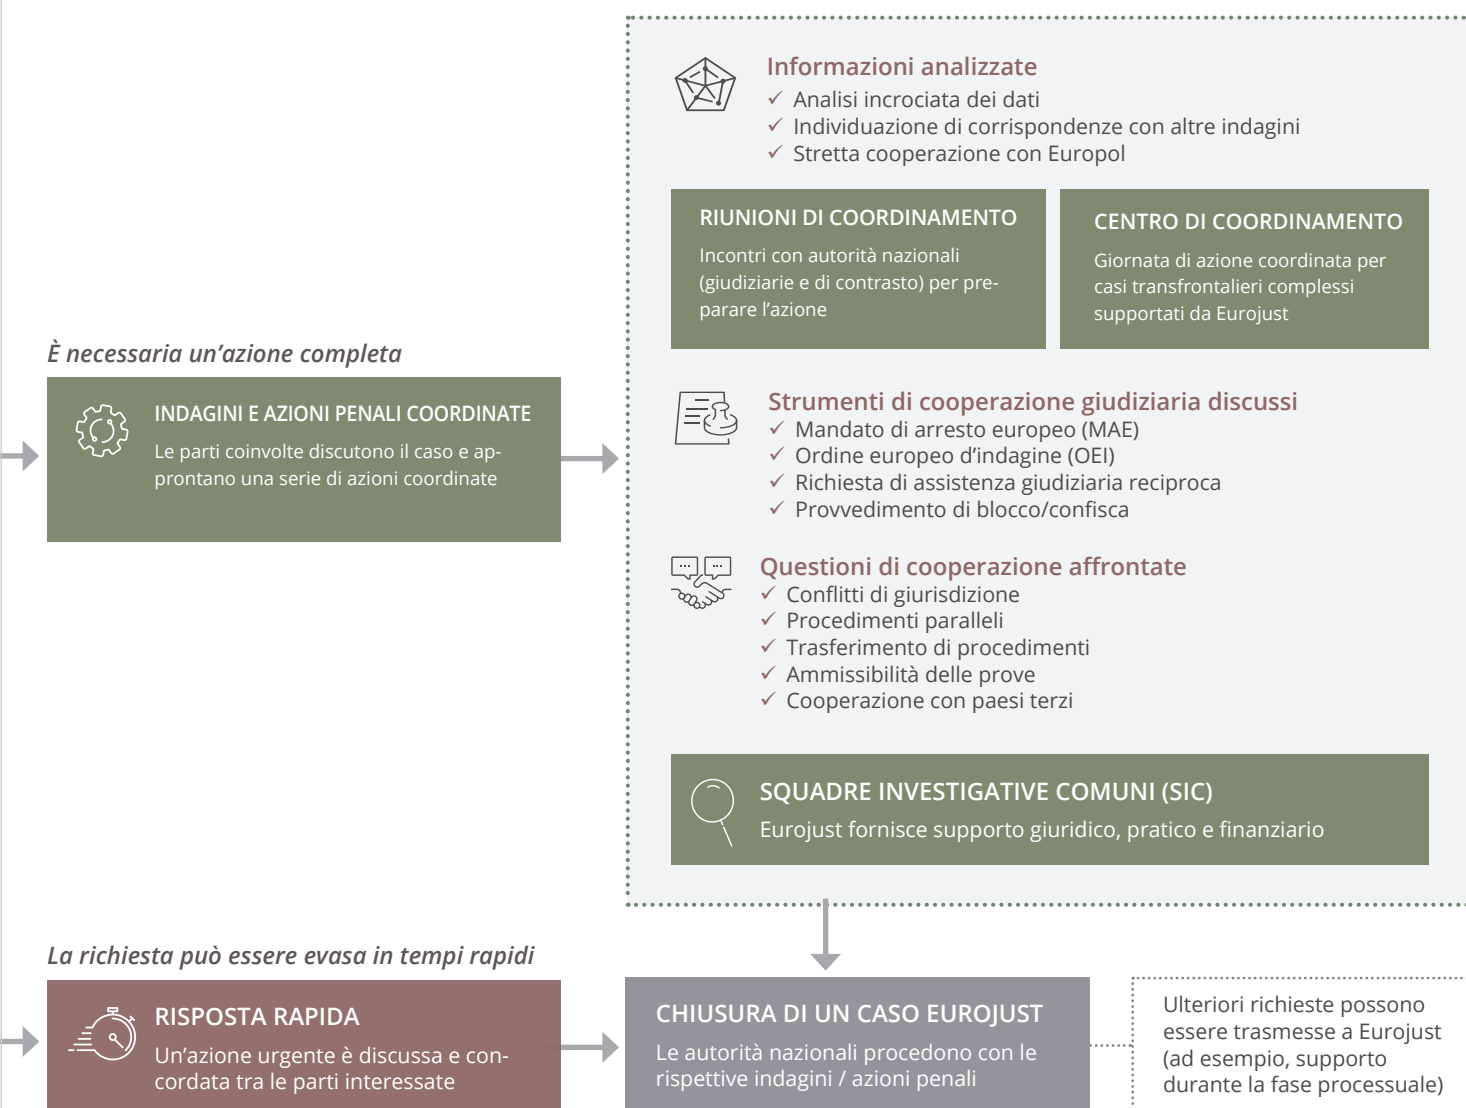 Informazioni analizzate
✓ Analisi incrociata dei dati
✓ Individuazione di corrispondenze con altre indagini
✓ Stretta cooperazione con Europol
RIUNIONI DI COORDINAMENTO
Incontri con autorità nazionali
(giudiziarie e di contrasto) per pre-
parare l’azione
CENTRO DI COORDINAMENTO
Giornata di azione coordinata per
casi transfrontalieri complessi
supportati da Eurojust
È necessaria un’azione completa
INDAGINI E AZIONI PENALI COORDINATE
Le parti coinvolte discutono il caso e ap-
prontano una serie di azioni coordinate
Strumenti di cooperazione giudiziaria discussi
✓ Mandato di arresto europeo (MAE)
✓ Ordine europeo d’indagine (OEI)
✓ Richiesta di assistenza giudiziaria reciproca
✓ Provvedimento di blocco/confisca
Questioni di cooperazione affrontate
✓ Conflitti di giurisdizione
✓ Procedimenti paralleli
✓ Trasferimento di procedimenti
✓ Ammissibilità delle prove
✓ Cooperazione con paesi terzi
SQUADRE INVESTIGATIVE COMUNI (SIC)
Eurojust fornisce supporto giuridico, pratico e finanziario
La richiesta può essere evasa in tempi rapidi
RISPOSTA RAPIDA
Un’azione urgente è discussa e con-
cordata tra le parti interessate
CHIUSURA DI UN CASO EUROJUST
Le autorità nazionali procedono con le
rispettive indagini / azioni penali
Ulteriori richieste possono
essere trasmesse a Eurojust
(ad esempio, supporto
durante la fase processuale)